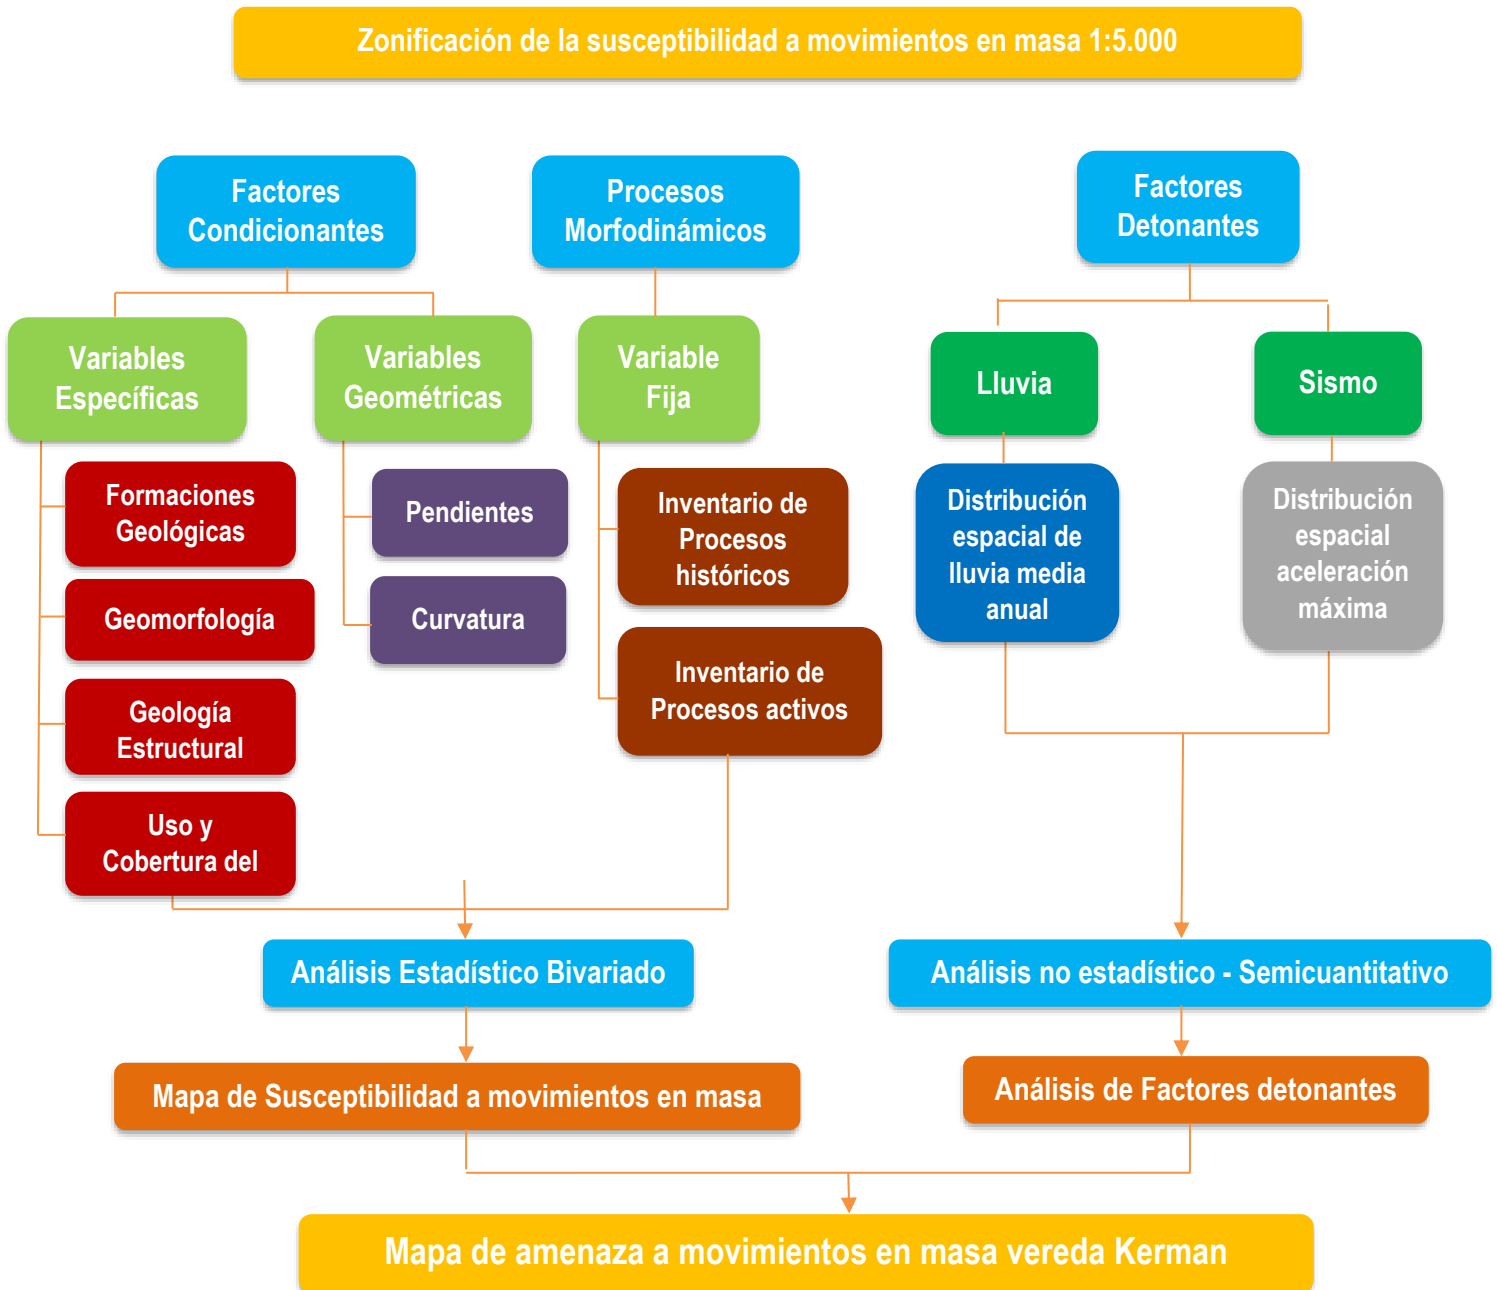 Zonificación de la susceptibilidad a movimientos en masa 1:5.000
Factores
Condicionantes
Procesos
Morfodinámicos
Factores
Detonantes
Variables
Específicas
Variables
Geométricas
Variable
Fija
Lluvia
Sismo
Formaciones
Geológicas
Geomorfología
Geología
Estructural
Uso y
Cobertura del
Pendientes
Curvatura
Inventario de
Procesos
históricos
Inventario de
Procesos activos
Distribución
espacial de
lluvia media
anual
Distribución
espacial
aceleración
máxima
Análisis Estadístico Bivariado
Análisis no estadístico - Semicuantitativo
Mapa de Susceptibilidad a movimientos en masa
Análisis de Factores detonantes
Mapa de amenaza a movimientos en masa vereda Kerman